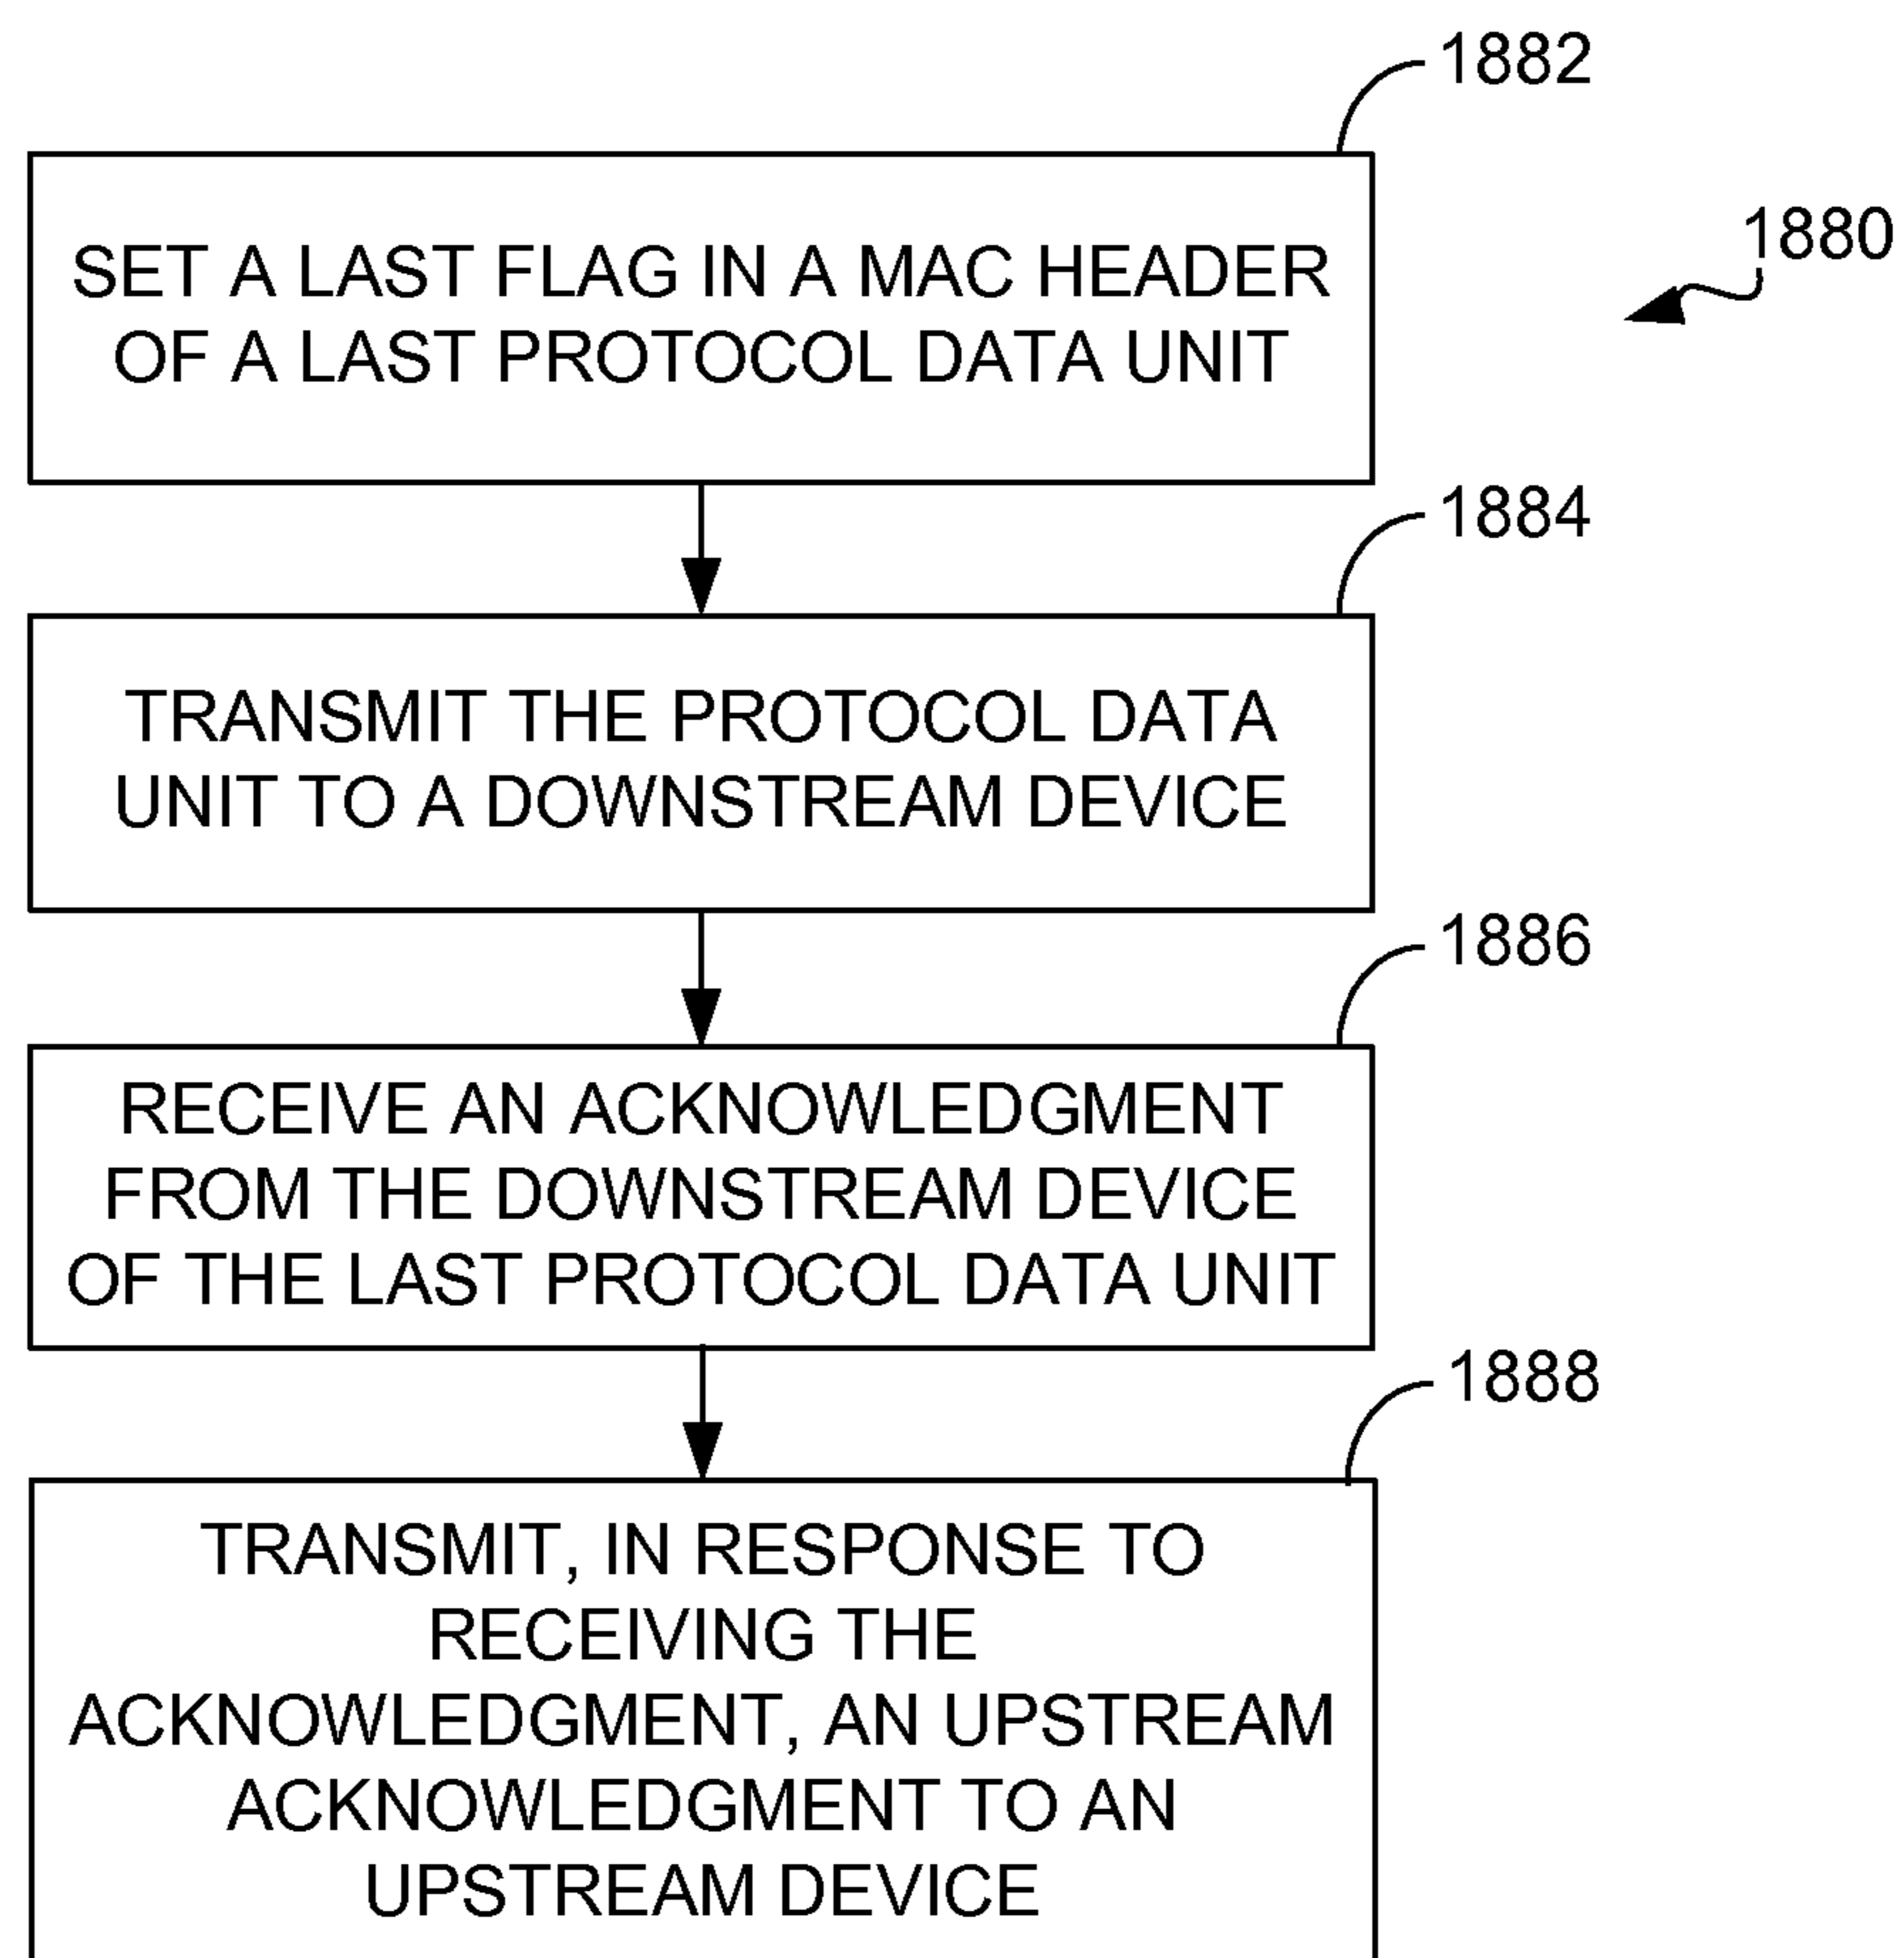 1882
1880
SET A LAST FLAG IN A MAC HEADER
OF A LAST PROTOCOL DATA UNIT
1884
TRANSMIT THE PROTOCOL DATA
UNIT TO A DOWNSTREAM DEVICE
1886
RECEIVE AN ACKNOWLEDGMENT
FROM THE DOWNSTREAM DEVICE
OF THE LAST PROTOCOL DATA UNIT
1888
TRANSMIT, IN RESPONSE TO
RECEIVING THE
ACKNOWLEDGMENT, AN UPSTREAM
ACKNOWLEDGMENT TO AN
UPSTREAM DEVICE